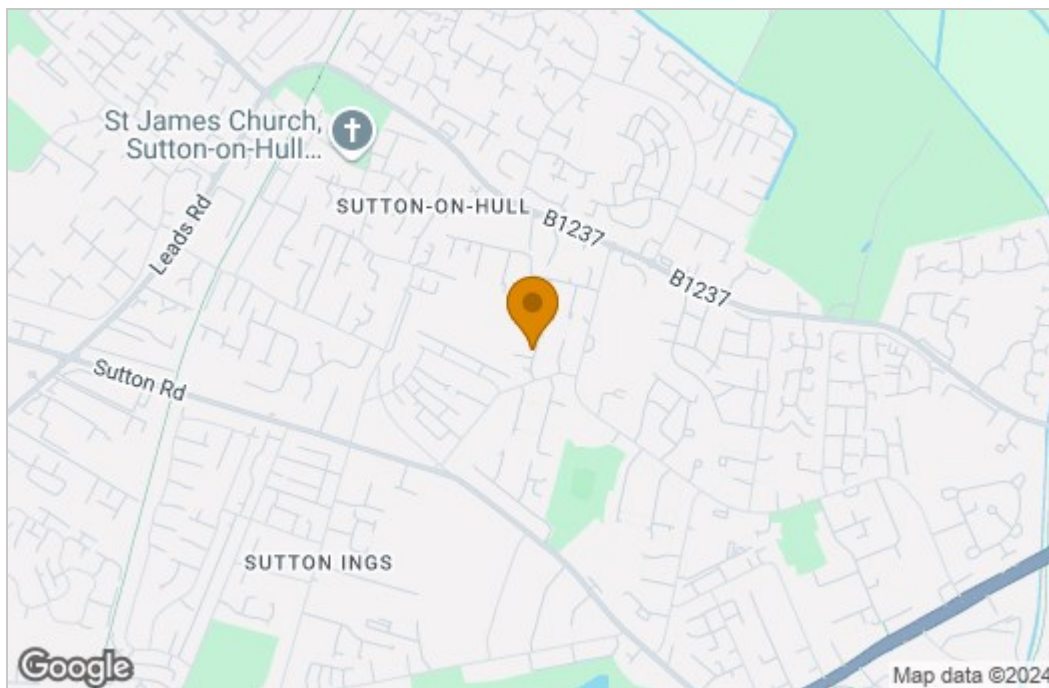 St James Church,
Sutton-on-Hull...
SUTTON-ON-HULL
B1237
Leads Rd
B1237
Sutton Rd
SUTTON INGS
Google
Map data ©2024